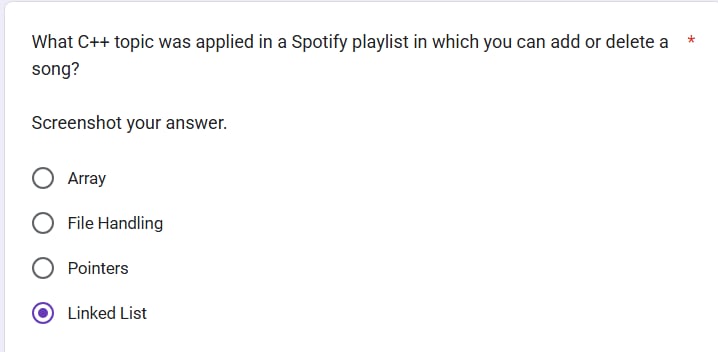 What C++ topic was applied in a Spotify playlist in which you can add or delete a *
song?
Screenshot your answer.
Array
File Handling
Pointers
Linked List